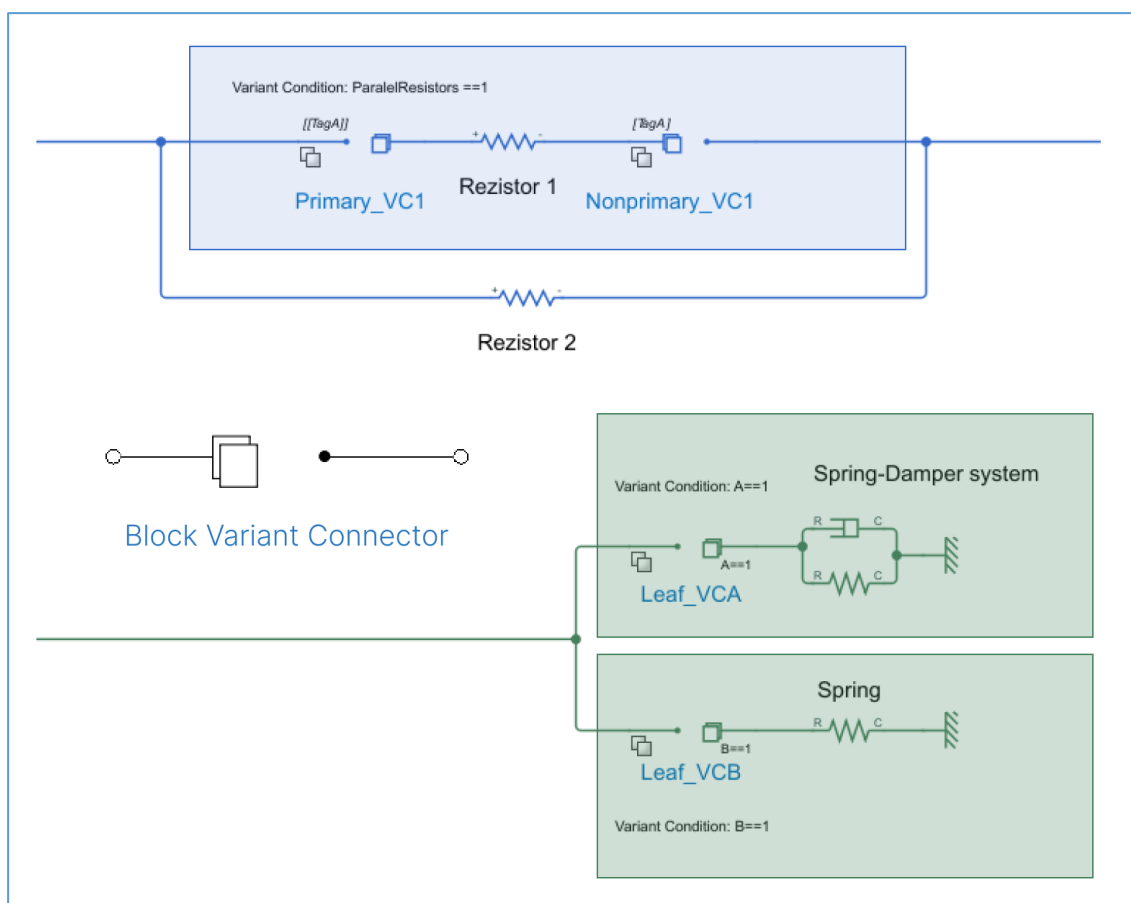 Variant Condition: ParalelResistors ==1
[[TagA]]
[TagA]
+ -
Rezistor 1
Primary_VC1
Nonprimary_VC1
+ -
Rezistor 2
Block Variant Connector
Variant Condition: A==1
Spring-Damper system
R C
A==1
R C
Leaf_VCA
Spring
R C
B==1
Leaf_VCB
Variant Condition: B==1